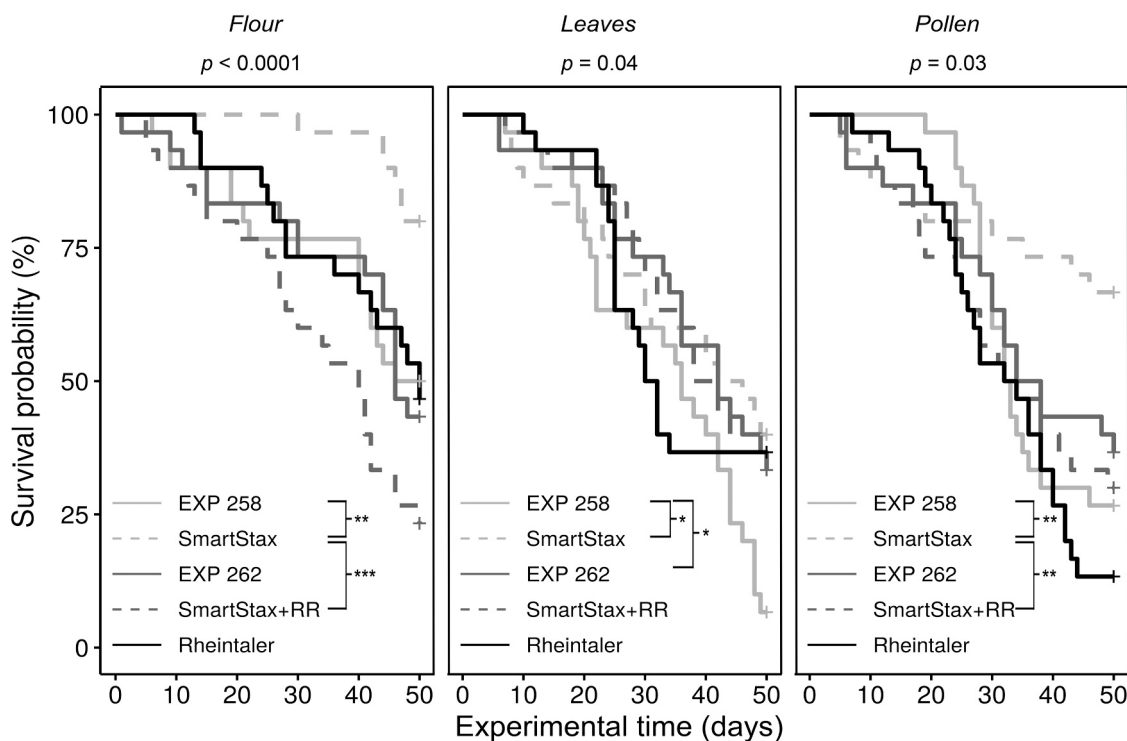 Flour Leaves Pollen
p < 0.0001 p = 0.04 p = 0.03
Survival probability (%)
100
75
50
25
0
EXP 258
SmartStax
EXP 262
SmartStax+RR
Rheintaler
**
***
EXP 258
SmartStax
EXP 262
SmartStax+RR
Rheintaler
*
*
EXP 258
SmartStax
EXP 262
SmartStax+RR
Rheintaler
**
**
0 10 20 30 40 50 0 10 20 30 40 50 0 10 20 30 40 50
Experimental time (days)